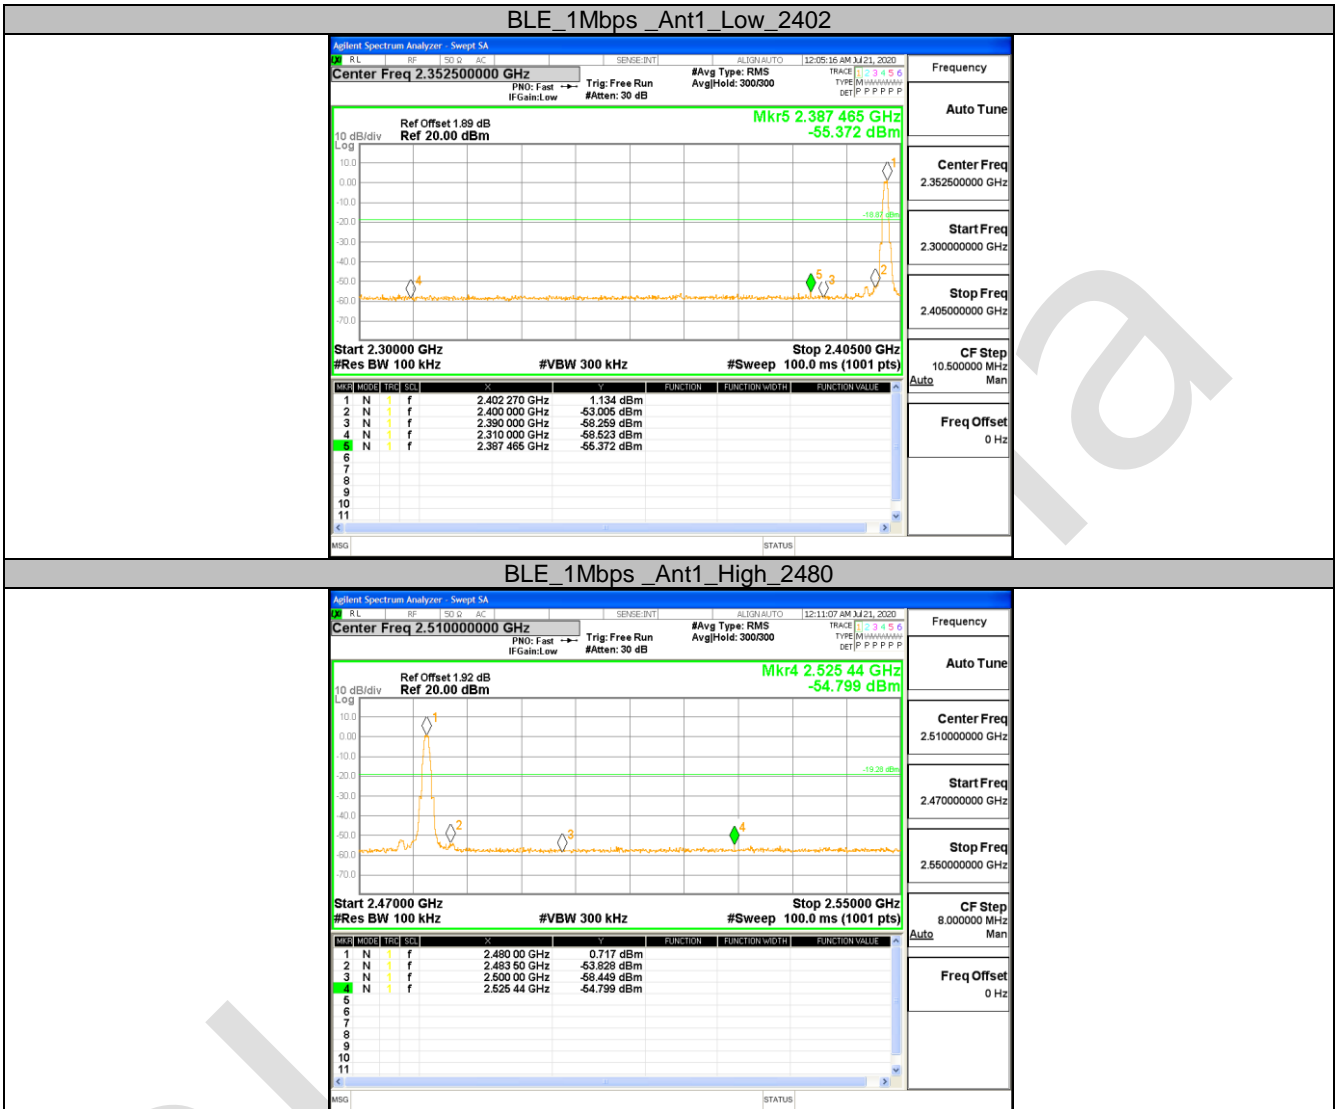 BLE_1Mbps _Ant1_Low_2402
Agilent Spectrum Analyzer - Swept SA
LXI RL RF 50 Ω AC SENSE:INT ALIGNAUTO 12:05:16 AM Jul 21, 2020
Center Freq 2.352500000 GHz
PNO: Fast
IFGain:Low
Trig: Free Run
#Atten: 30 dB
#Avg Type: RMS
Avg|Hold: 300/300
TRACE 1 2 3 4 5 6
TYPE M
DET P P P P P P
Mkr5 2.387 465 GHz
-55.372 dBm
Ref Offset 1.89 dB
10 dB/div Ref 20.00 dBm
Log
10.0
0.00
-10.0
-20.0
-30.0
-40.0
-50.0
-60.0
-70.0
1
4
5
3
2
Start 2.30000 GHz Stop 2.40500 GHz
#Res BW 100 kHz #VBW 300 kHz #Sweep 100.0 ms (1001 pts)
MKR MODE TRC SCL X Y FUNCTION FUNCTION WIDTH FUNCTION VALUE
1 N 1 f 2.402 270 GHz 1.134 dBm
2 N 1 f 2.400 000 GHz -53.005 dBm
3 N 1 f 2.390 000 GHz -58.259 dBm
4 N 1 f 2.310 000 GHz -58.523 dBm
5 N 1 f 2.387 465 GHz -55.372 dBm
6
7
8
9
10
11
MSG STATUS
Frequency
Auto Tune
Center Freq
2.352500000 GHz
Start Freq
2.300000000 GHz
Stop Freq
2.405000000 GHz
CF Step
10.500000 MHz
Auto Man
Freq Offset
0 Hz
BLE_1Mbps _Ant1_High_2480
Agilent Spectrum Analyzer - Swept SA
LXI RL RF 50 Ω AC SENSE:INT ALIGNAUTO 12:11:07 AM Jul 21, 2020
Center Freq 2.510000000 GHz
PNO: Fast
IFGain:Low
Trig: Free Run
#Atten: 30 dB
#Avg Type: RMS
Avg|Hold: 300/300
TRACE 1 2 3 4 5 6
TYPE M
DET P P P P P P
Mkr4 2.525 44 GHz
-54.799 dBm
Ref Offset 1.92 dB
10 dB/div Ref 20.00 dBm
Log
10.0
0.00
-10.0
-20.0
-30.0
-40.0
-50.0
-60.0
-70.0
-19.28 dBm
1
2
3
4
Start 2.47000 GHz Stop 2.55000 GHz
#Res BW 100 kHz #VBW 300 kHz #Sweep 100.0 ms (1001 pts)
MKR MODE TRC SCL X Y FUNCTION FUNCTION WIDTH FUNCTION VALUE
1 N 1 f 2.480 00 GHz 0.717 dBm
2 N 1 f 2.483 50 GHz -53.828 dBm
3 N 1 f 2.500 00 GHz -58.449 dBm
4 N 1 f 2.525 44 GHz -54.799 dBm
5
6
7
8
9
10
11
MSG STATUS
Frequency
Auto Tune
Center Freq
2.510000000 GHz
Start Freq
2.470000000 GHz
Stop Freq
2.550000000 GHz
CF Step
8.000000 MHz
Auto Man
Freq Offset
0 Hz